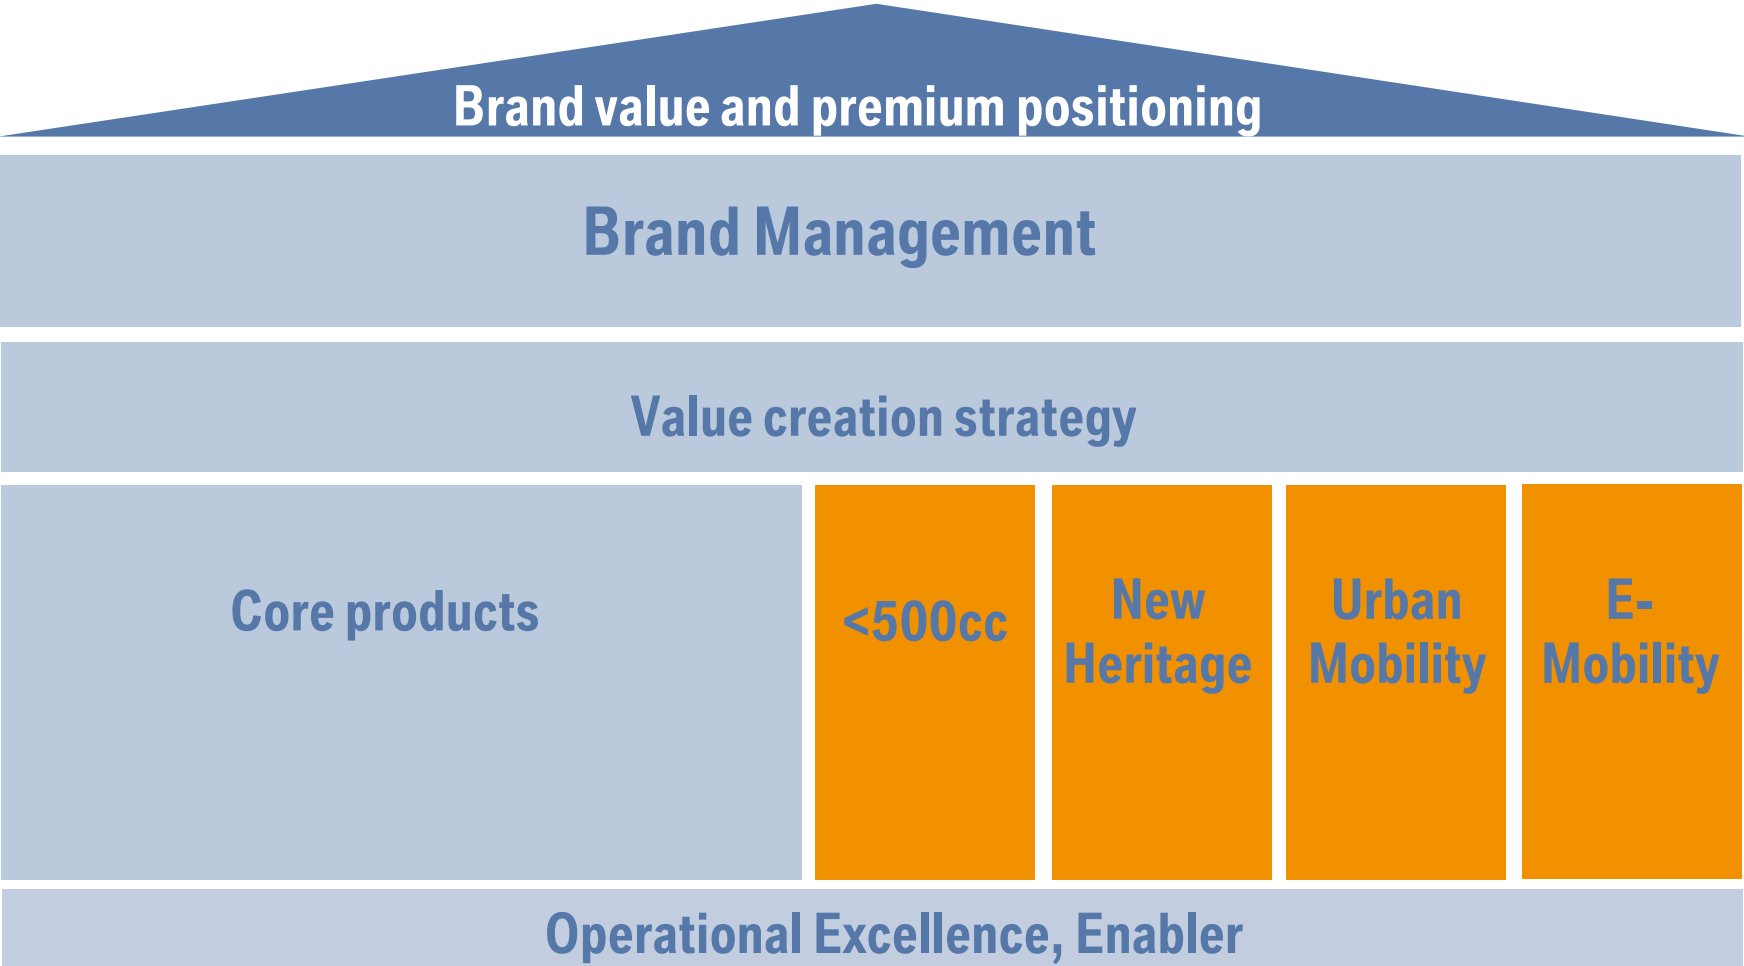 Brand value and premium positioning
Brand Management
Value creation strategy
Core products
<500cc
New
Heritage
Urban
Mobility
E-
Mobility
Operational Excellence, Enabler